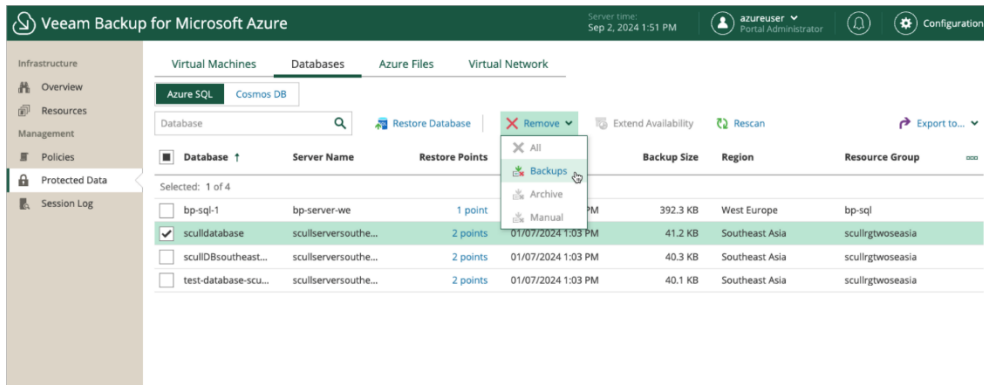 Veeam Backup for Microsoft Azure
Server time:
Sep 2, 2024 1:51 PM
azureuser
Portal Administrator
Configuration
Infrastructure
Overview
Resources
Management
Policies
Protected Data
Session Log
Virtual Machines Databases Azure Files Virtual Network
Azure SQL Cosmos DB
Database Restore Database Remove Extend Availability Rescan Export to...
All
Backups
Archive
Manual
Database ↑ Server Name Restore Points Backup Size Region Resource Group
Selected: 1 of 4
bp-sql-1 bp-server-we 1 point PM 392.3 KB West Europe bp-sql
sculldatabase scullserversouthe... 2 points 01/07/2024 1:03 PM 41.2 KB Southeast Asia scullrgtwoseasia
scullDBsoutheast... scullserversouthe... 2 points 01/07/2024 1:03 PM 40.3 KB Southeast Asia scullrgtwoseasia
test-database-scu... scullserversouthe... 2 points 01/07/2024 1:03 PM 40.1 KB Southeast Asia scullrgtwoseasia